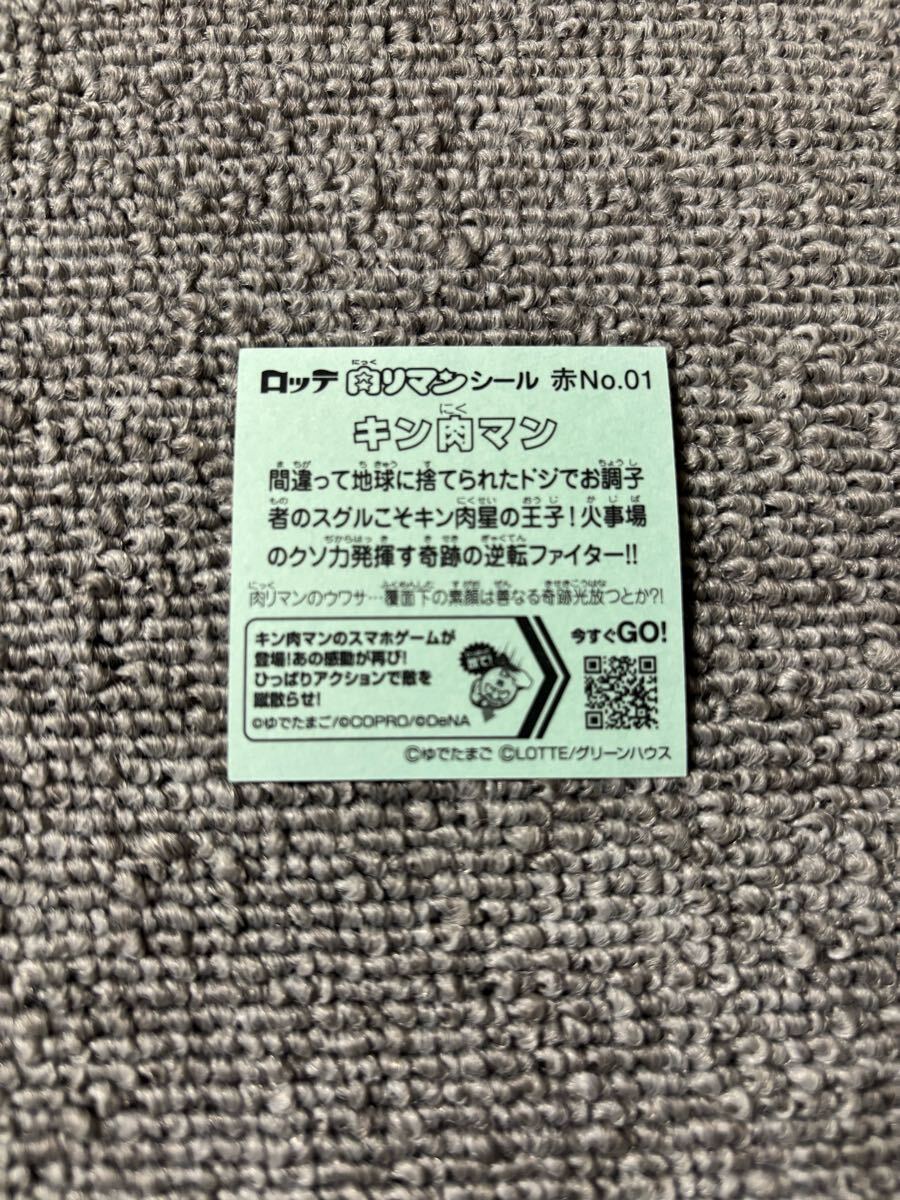 ロッテ 肉リマンシール 赤No.01
キン肉マン
間違って地球に捨てられたドジでお調子
者のスグルこそキン肉星の王子!火事場
のクソ力発揮す奇跡の逆転ファイター!!
肉リマンのウワサ…覆面下の素顔は善なる奇跡光放つとか?!
キン肉マンのスマホゲームが
登場!あの感動が再び!
ひっぱりアクションで敵を
蹴散らせ!
©ゆでたまご/©COPRO/©DeNA
今すぐGO!
©ゆでたまご ©LOTTE/グリーンハウス